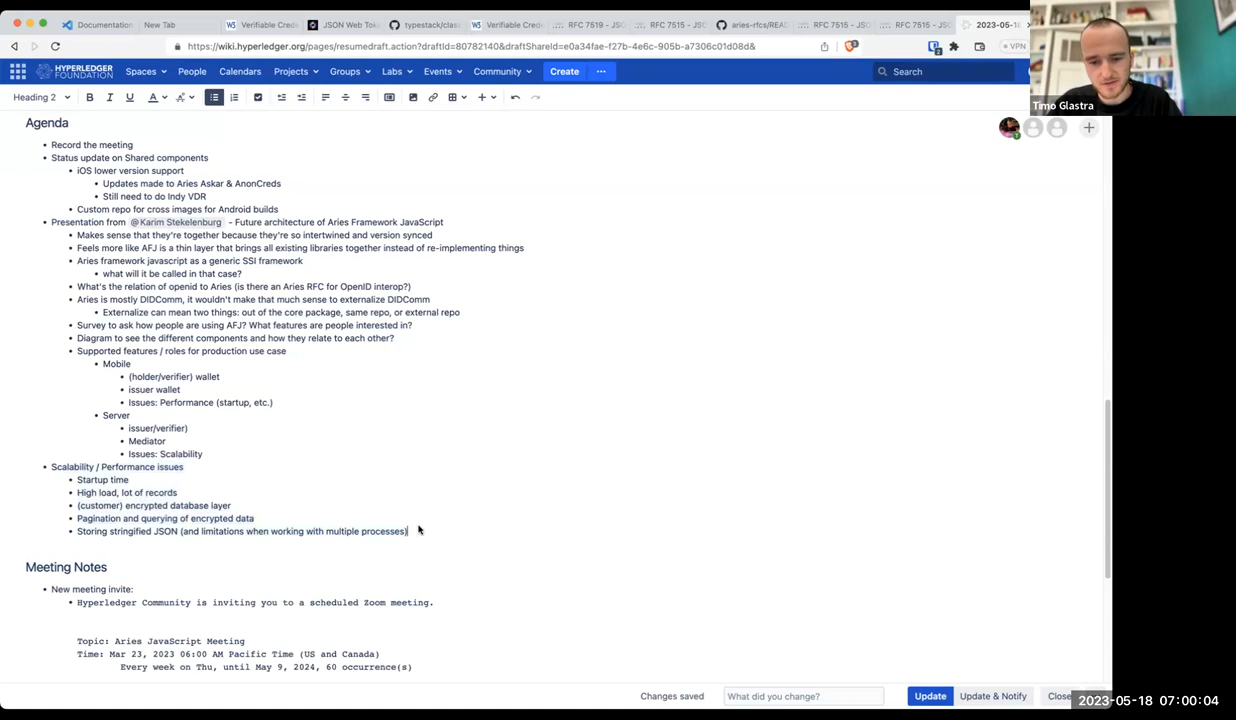 Documentation
New Tab
Verifiable Cred
JSON Web Tok
typestack/class
Verifiable Cred
RFC 7519 - JSO
RFC 7515 - JSO
aries-rfcs/REA
RFC 7515 - JSO
RFC 7515 - JSO
2023-05-18
https://wiki.hyperledger.org/pages/resumedraft.action?draftId=80782140&draftShareId=e0a34fae-f27b-4e6c-905b-a7306c01d08d&
VPN
HYPERLEDGER FOUNDATION
Spaces People Calendars Projects Groups Labs Events Community Create ... Search
Heading 2 B I U A
Timo Glastra
Agenda
• Record the meeting
• Status update on Shared components
• iOS lower version support
• Updates made to Aries Askar & AnonCreds
• Still need to do Indy VDR
• Custom repo for cross images for Android builds
• Presentation from @Karim Stekelenburg - Future architecture of Aries Framework JavaScript
• Makes sense that they're together because they're so intertwined and version synced
• Feels more like AFJ is a thin layer that brings all existing libraries together instead of re-implementing things
• Aries framework javascript as a generic SSI framework
• what will it be called in that case?
• What's the relation of openid to Aries (is there an Aries RFC for OpenID interop?)
• Aries is mostly DIDComm, it wouldn't make that much sense to externalize DIDComm
• Externalize can mean two things: out of the core package, same repo, or external repo
• Survey to ask how people are using AFJ? What features are people interested in?
• Diagram to see the different components and how they relate to each other?
• Supported features / roles for production use case
• Mobile
• (holder/verifier) wallet
• issuer wallet
• Issues: Performance (startup, etc.)
• Server
• issuer/verifier)
• Mediator
• Issues: Scalability
• Scalability / Performance issues
• Startup time
• High load, lot of records
• (customer) encrypted database layer
• Pagination and querying of encrypted data
• Storing stringified JSON (and limitations when working with multiple processes)
Meeting Notes
• New meeting invite:
• Hyperledger Community is inviting you to a scheduled Zoom meeting.
Topic: Aries JavaScript Meeting
Time: Mar 23, 2023 06:00 AM Pacific Time (US and Canada)
Every week on Thu, until May 9, 2024, 60 occurrence(s)
Changes saved What did you change? Update Update & Notify Close
2023-05-18 07:00:04